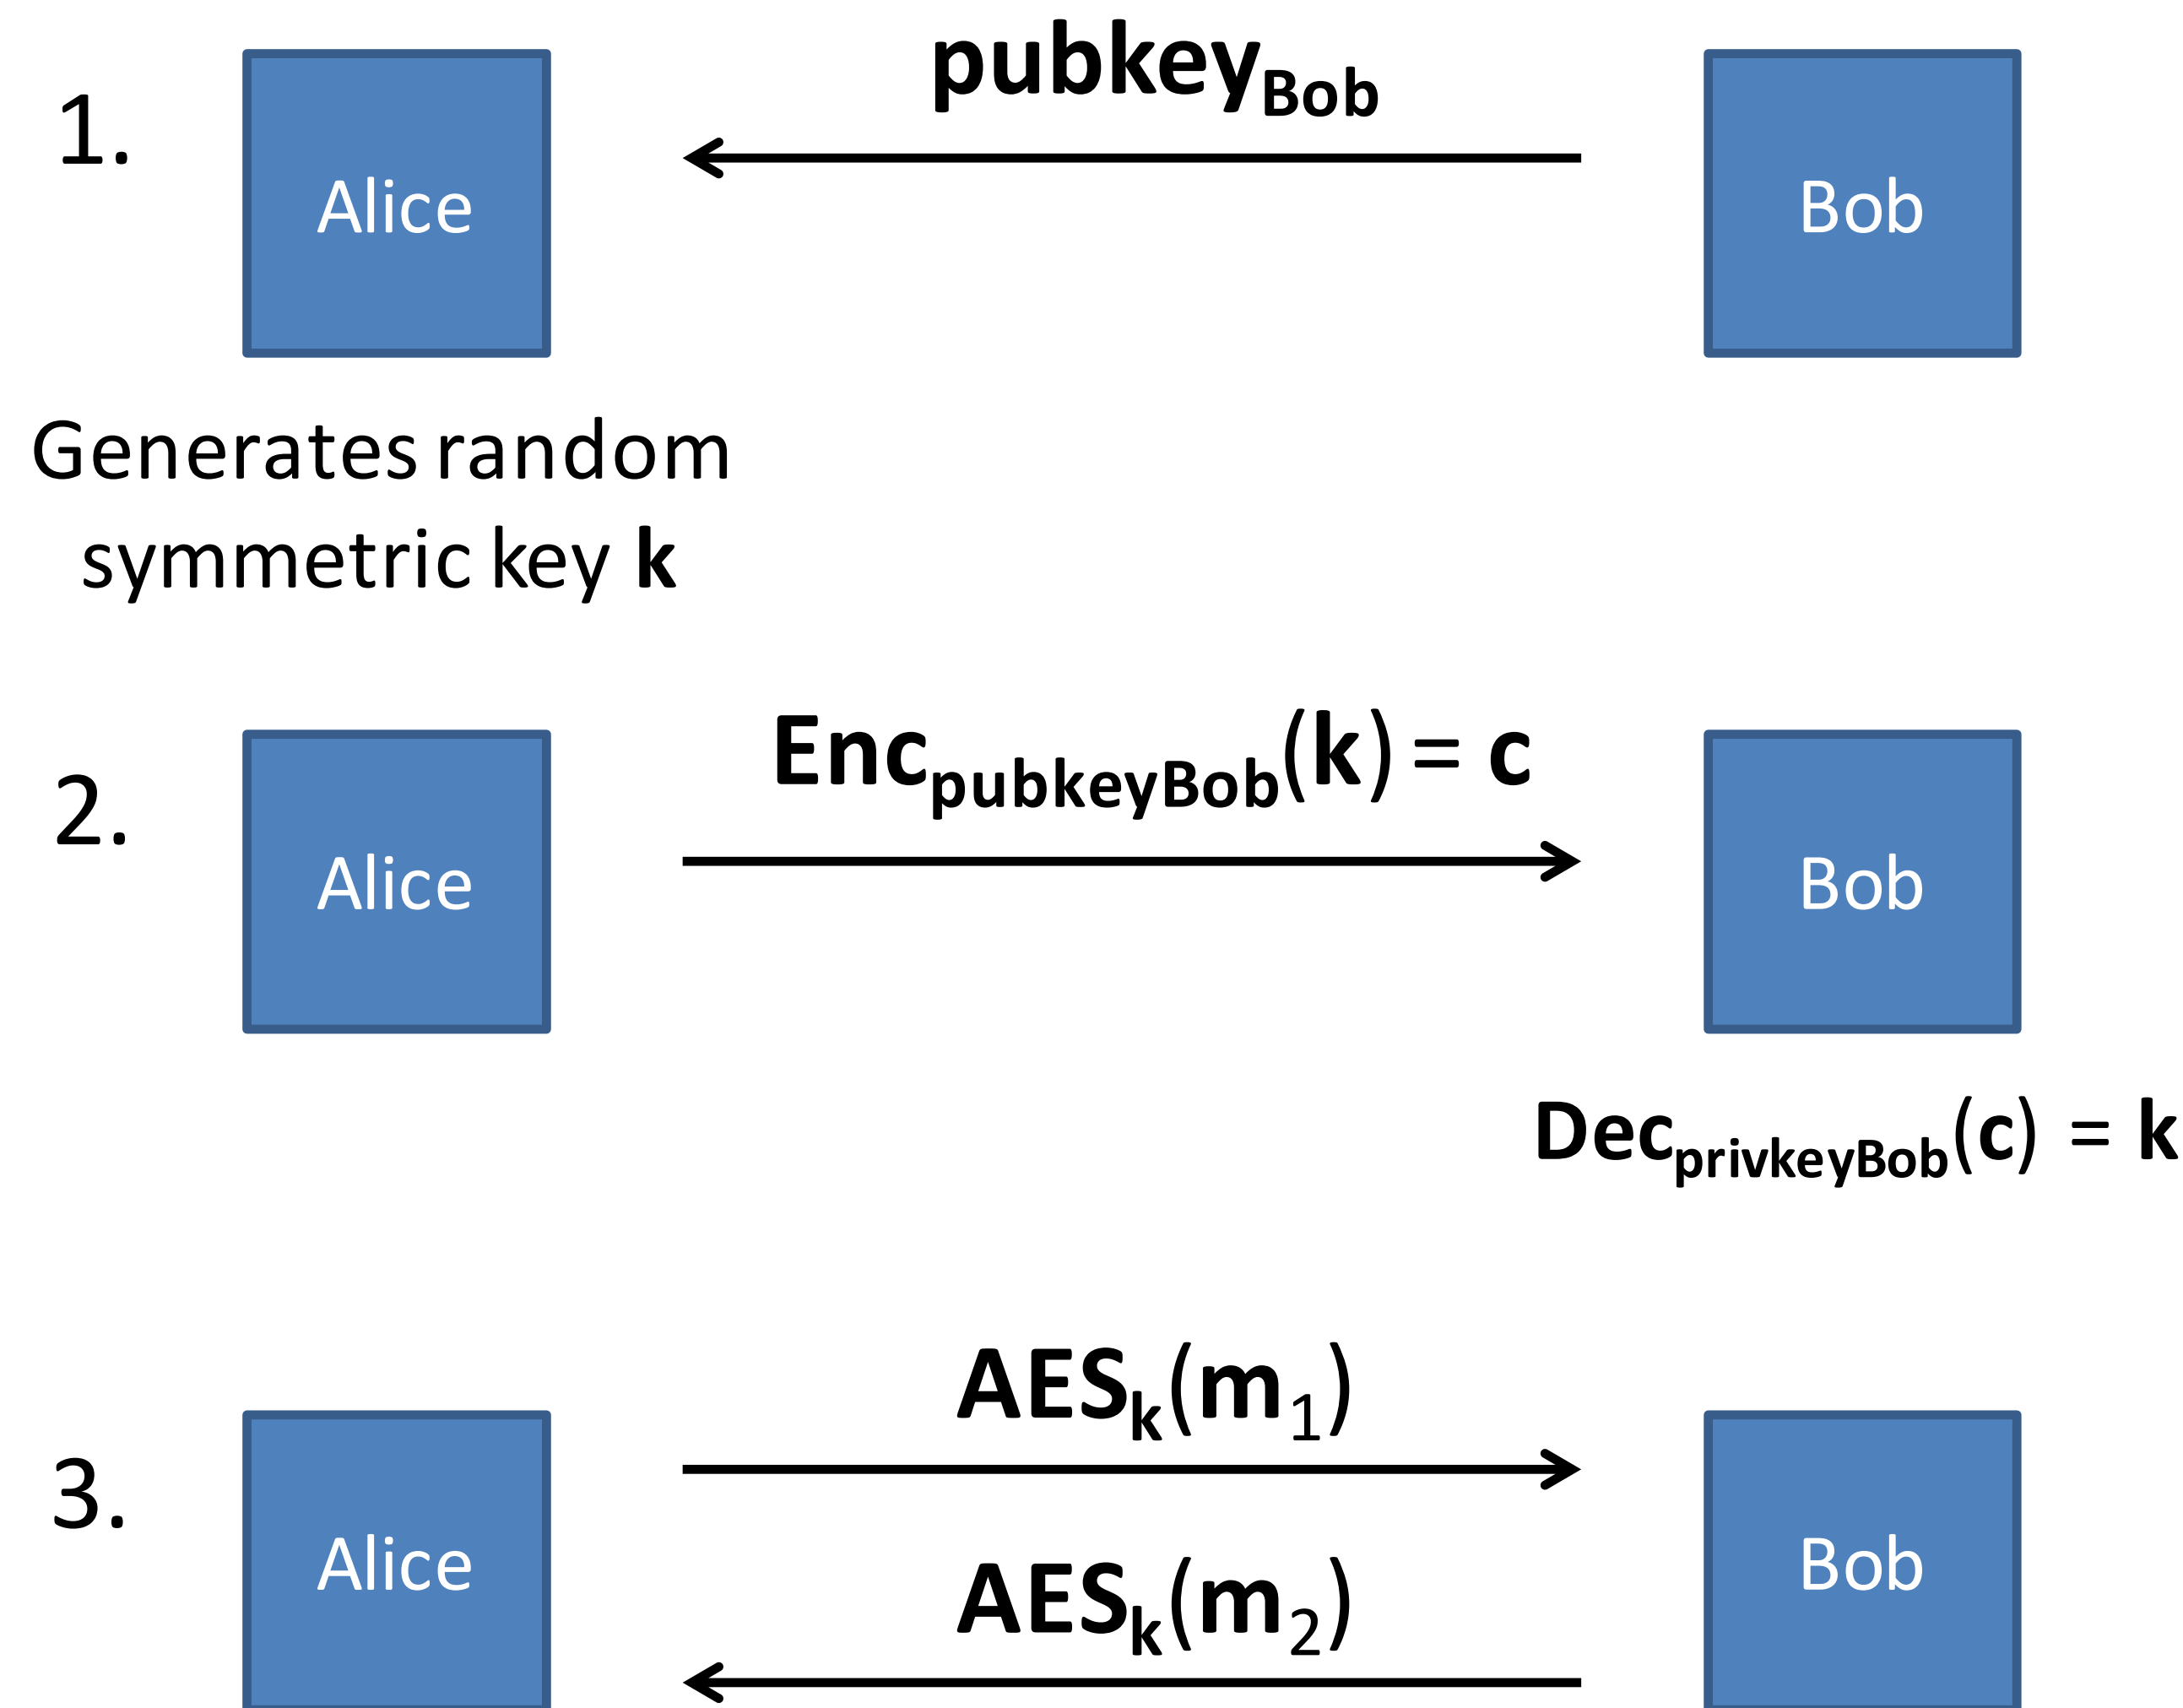 pubkeyBob
1.
Alice
Bob
Generates random
symmetric key k
EncpubkeyBob(k) = c
2.
Alice
Bob
DecprivkeyBob(c) = k
AESk(m1)
3.
Alice
Bob
AESk(m2)